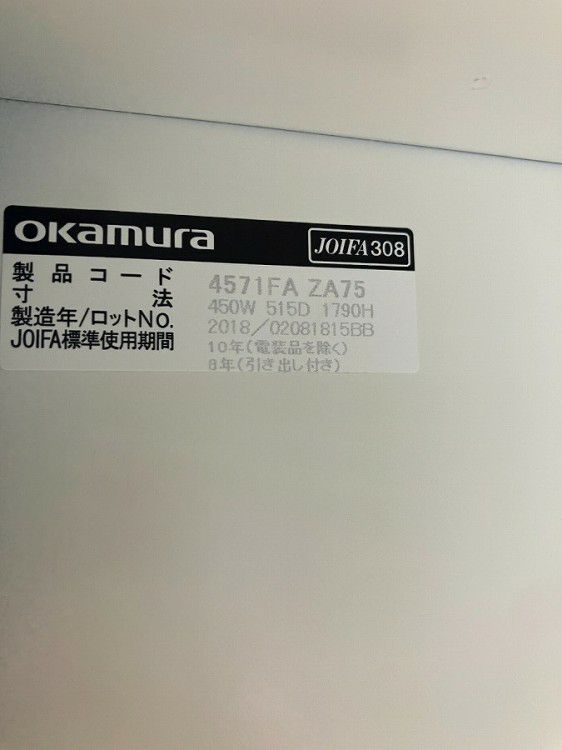 okamura JOIFA308
製品コード 4571FA ZA75
寸法 450W 515D 1790H
製造年/ロットNO. 2018/02081815BB
JOIFA標準使用期間 10年(電装品を除く)
8年(引き出し付き)